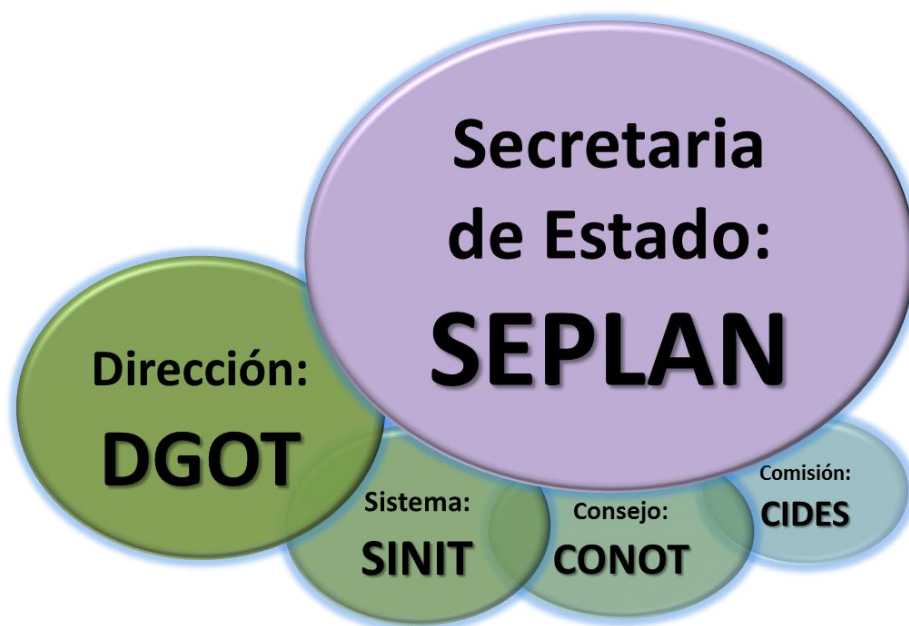 Secretaria
de Estado:
SEPLAN
Dirección:
DGOT
Sistema:
SINIT
Consejo:
CONOT
Comisión:
CIDES